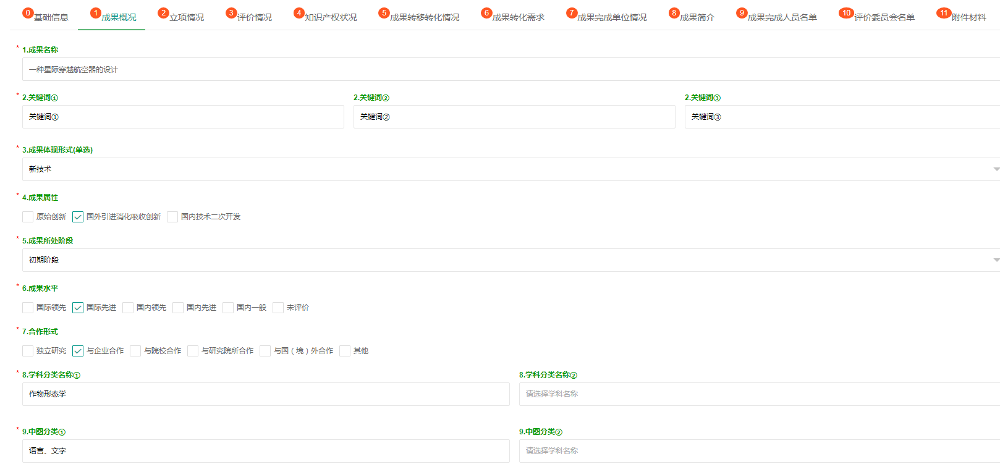 0 基础信息 1 成果概况 2 立项情况 3 评价情况 4 知识产权状况 5 成果转移转化情况 6 成果转化需求 7 成果完成单位情况 8 成果简介 9 成果完成人员名单 10 评价委员会名单 11 附件材料
* 1.成果名称
一种星际穿越航空器的设计
* 2.关键词① 2.关键词② 2.关键词③
关键词① 关键词② 关键词③
* 3.成果体现形式(单选)
新技术
* 4.成果属性
原始创新 国外引进消化吸收创新 国内技术二次开发
* 5.成果所处阶段
初期阶段
* 6.成果水平
国际领先 国际先进 国内领先 国内先进 国内一般 未评价
* 7.合作形式
独立研究 与企业合作 与院校合作 与研究院所合作 与国（境）外合作 其他
* 8.学科分类名称① 8.学科分类名称②
作物形态学 请选择学科名称
* 9.中图分类① 9.中图分类②
语言、文字 请选择学科名称